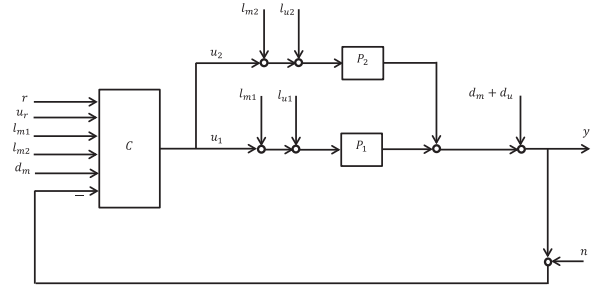 l_{m2} l_{u2}
u_2 P_2
r
u_r
l_{m1}
l_{m2}
d_m
−
C
l_{m1} l_{u1}
u_1 P_1
d_m + d_u
y
n